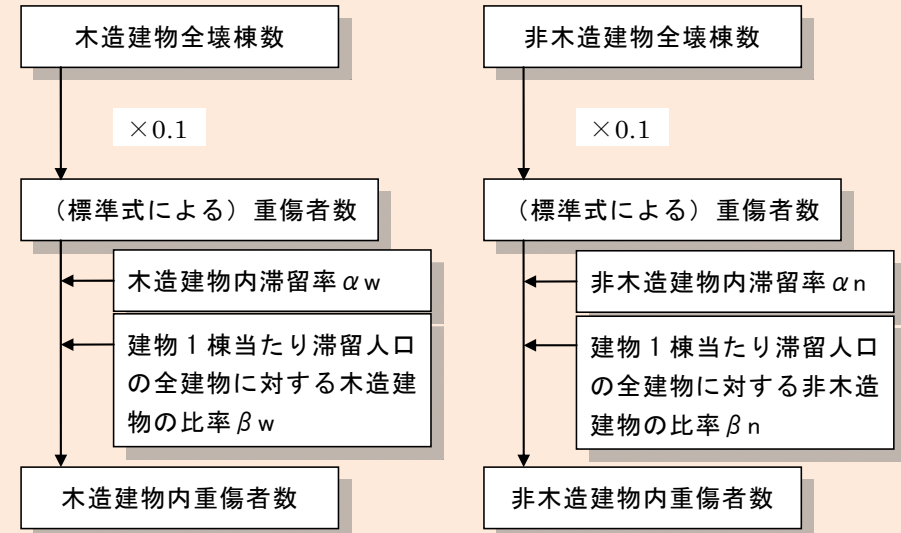 木造建物全壊棟数
×0.1
(標準式による)重傷者数
木造建物内滞留率αw
建物1棟当たり滞留人口
の全建物に対する木造建
物の比率βw
木造建物内重傷者数
非木造建物全壊棟数
×0.1
(標準式による)重傷者数
非木造建物内滞留率αn
建物1棟当たり滞留人口
の全建物に対する非木造
建物の比率βn
非木造建物内重傷者数